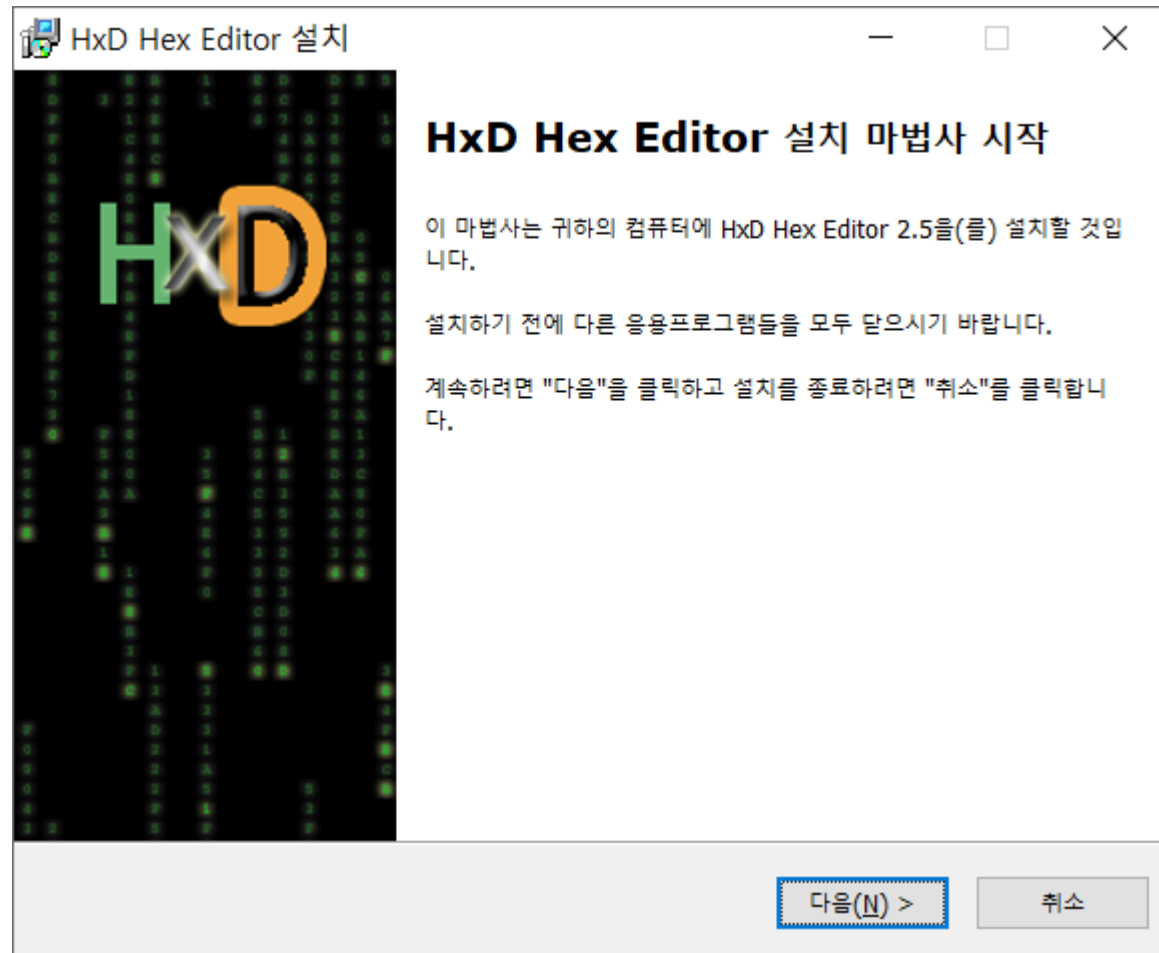 HxD Hex Editor 설치
HxD
HxD Hex Editor 설치 마법사 시작
이 마법사는 귀하의 컴퓨터에 HxD Hex Editor 2.5을(를) 설치할 것입
니다.
설치하기 전에 다른 응용프로그램들을 모두 닫으시기 바랍니다.
계속하려면 "다음"을 클릭하고 설치를 종료하려면 "취소"를 클릭합니
다.
다음(N) >
취소